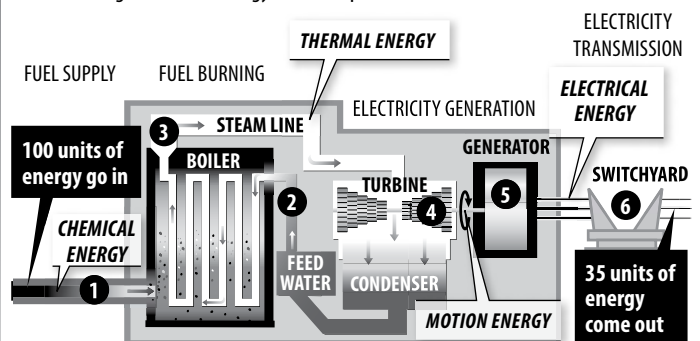 ELECTRICITY
TRANSMISSION
THERMAL ENERGY
FUEL SUPPLY
FUEL BURNING
ELECTRICITY GENERATION
ELECTRICAL
ENERGY
3
STEAM LINE
GENERATOR
SWITCHYARD
100 units of
energy go in
BOILER
TURBINE
2
4
5
6
CHEMICAL
ENERGY
1
FEED
WATER
CONDENSER
MOTION ENERGY
35 units of
energy
come out